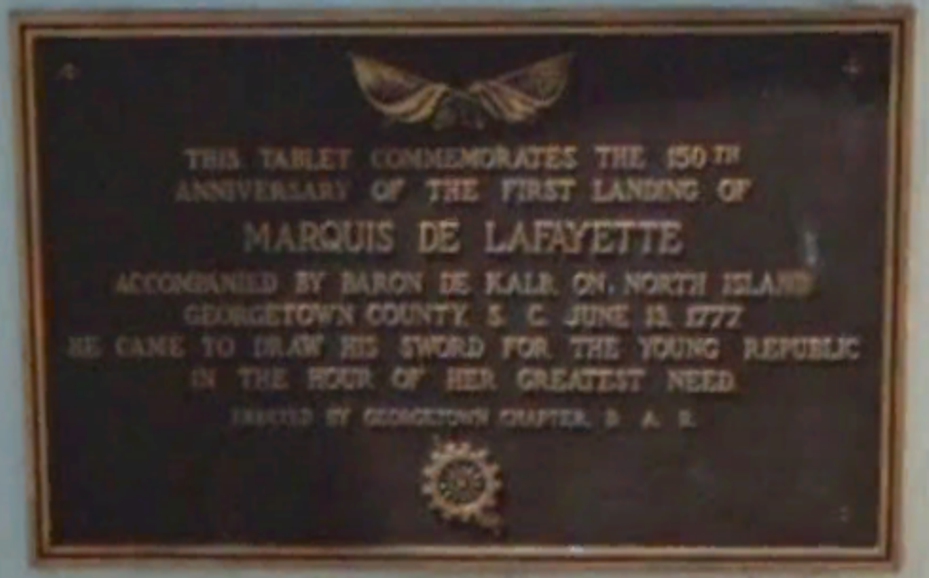 THIS TABLET COMMEMORATES THE 150TH
ANNIVERSARY OF THE FIRST LANDING OF
MARQUIS DE LAFAYETTE
ACCOMPANIED BY BARON DE KALB, ON, NORTH ISLAND
GEORGETOWN COUNTY, S. C. JUNE 13, 1777
HE CAME TO DRAW HIS SWORD FOR THE YOUNG REPUBLIC
IN THE HOUR OF HER GREATEST NEED.
ERECTED BY GEORGETOWN CHAPTER, D. A. R.